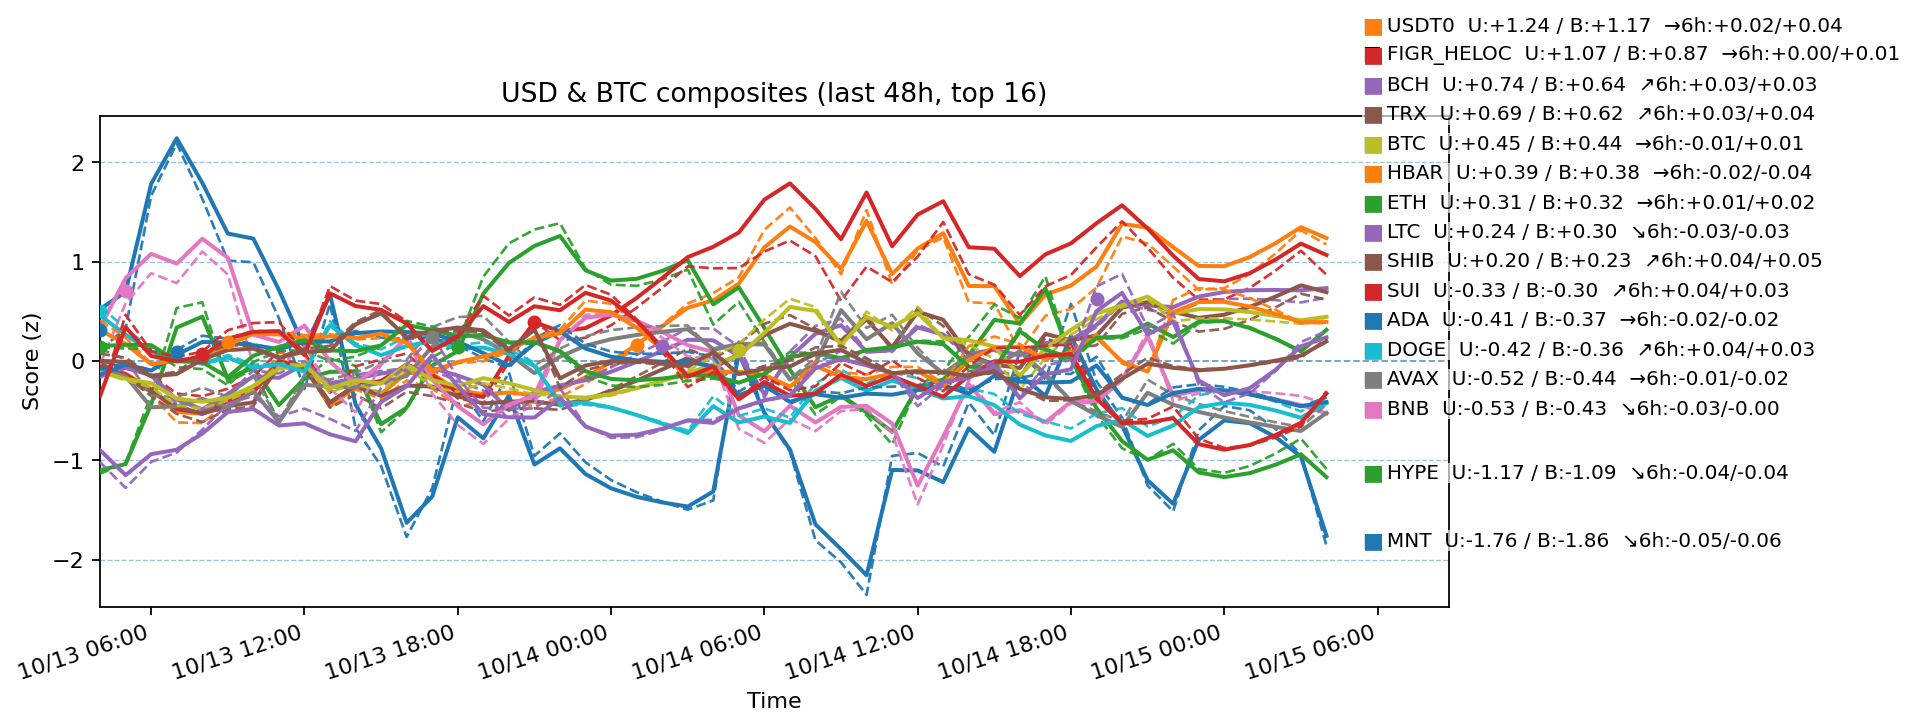 USD & BTC composites (last 48h, top 16)
USDT0 U:+1.24 / B:+1.17 →6h:+0.02/+0.04
FIGR_HELOC U:+1.07 / B:+0.87 →6h:+0.00/+0.01
BCH U:+0.74 / B:+0.64 ↗6h:+0.03/+0.03
TRX U:+0.69 / B:+0.62 ↗6h:+0.03/+0.04
BTC U:+0.45 / B:+0.44 →6h:-0.01/+0.01
HBAR U:+0.39 / B:+0.38 →6h:-0.02/-0.04
ETH U:+0.31 / B:+0.32 →6h:+0.01/+0.02
LTC U:+0.24 / B:+0.30 ↘6h:-0.03/-0.03
SHIB U:+0.20 / B:+0.23 ↗6h:+0.04/+0.05
SUI U:-0.33 / B:-0.30 ↗6h:+0.04/+0.03
ADA U:-0.41 / B:-0.37 →6h:-0.02/-0.02
DOGE U:-0.42 / B:-0.36 ↗6h:+0.04/+0.03
AVAX U:-0.52 / B:-0.44 →6h:-0.01/-0.02
BNB U:-0.53 / B:-0.43 ↘6h:-0.03/-0.00
HYPE U:-1.17 / B:-1.09 ↘6h:-0.04/-0.04
MNT U:-1.76 / B:-1.86 ↘6h:-0.05/-0.06
Score (z)
2
1
0
−1
−2
10/13 06:00
10/13 12:00
10/13 18:00
10/14 00:00
10/14 06:00
10/14 12:00
10/14 18:00
10/15 00:00
10/15 06:00
Time